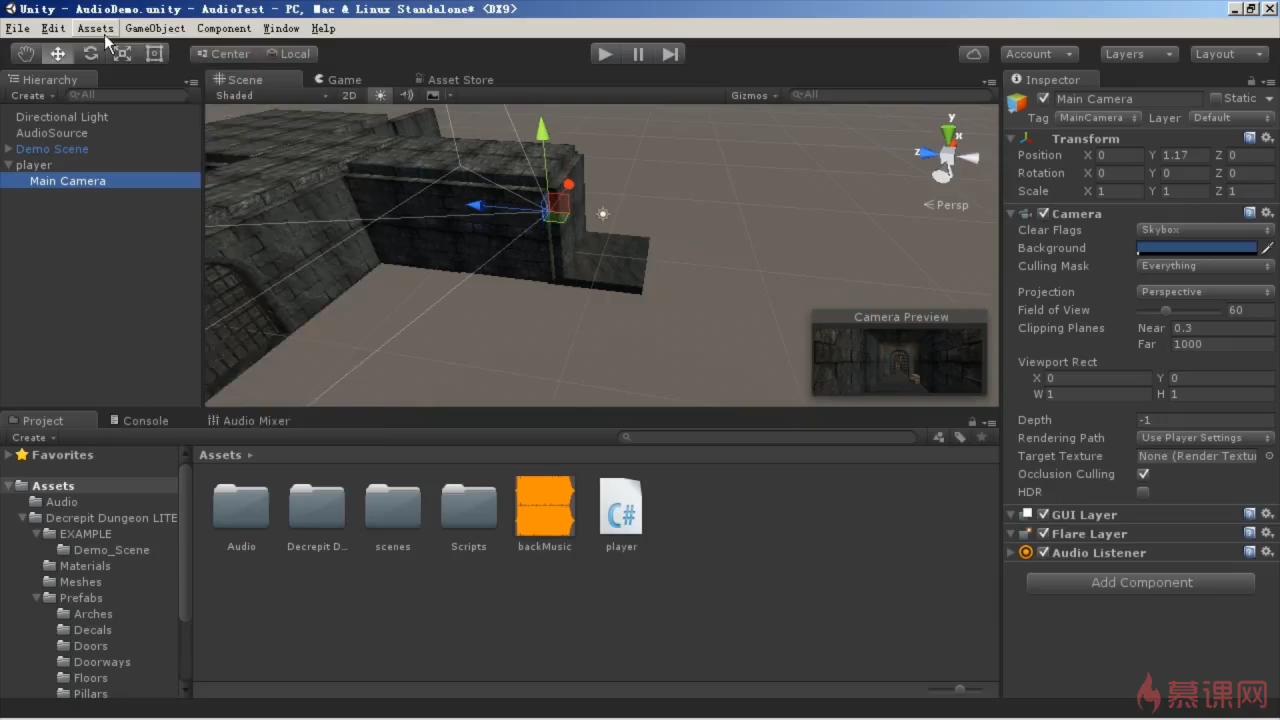 Unity - AudioDemo.unity - AudioTest - PC, Mac & Linux Standalone* <DX9>
File Edit Assets GameObject Component Window Help
Center Local
Account Layers Layout
Hierarchy
Create All
Directional Light
AudioSource
Demo Scene
player
Main Camera
Scene Game Asset Store
Shaded 2D Gizmos All
y
x
z
Persp
Camera Preview
Inspector
Main Camera Static
Tag MainCamera Layer Default
Transform
Position X 0 Y 1.17 Z 0
Rotation X 0 Y 0 Z 0
Scale X 1 Y 1 Z 1
Camera
Clear Flags Skybox
Background
Culling Mask Everything
Projection Perspective
Field of View 60
Clipping Planes Near 0.3
Far 1000
Viewport Rect
X 0 Y 0
W 1 H 1
Depth -1
Rendering Path Use Player Settings
Target Texture None (Render Textur
Occlusion Culling
HDR
GUI Layer
Flare Layer
Audio Listener
Add Component
Project Console Audio Mixer
Create
Favorites
Assets
Audio
Decrepit Dungeon LITE
EXAMPLE
Demo_Scene
Materials
Meshes
Prefabs
Arches
Decals
Doors
Doorways
Floors
Pillars
Assets
Audio
Decrepit D...
scenes
Scripts
backMusic
C#
player
慕课网